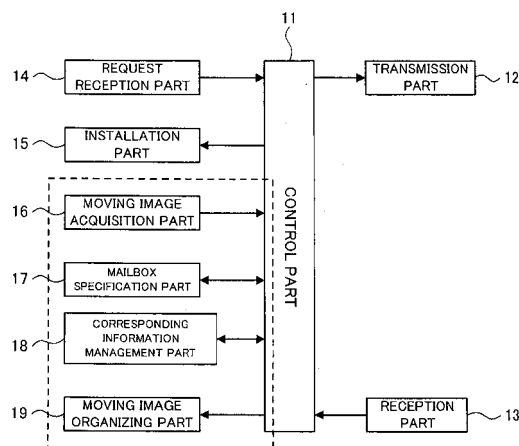 11
14
REQUEST
RECEPTION PART
TRANSMISSION
PART
12
15
INSTALLATION
PART
16
MOVING IMAGE
ACQUISITION PART
CONTROL PART
17
MAILBOX
SPECIFICATION PART
18
CORRESPONDING
INFORMATION
MANAGEMENT PART
19
MOVING IMAGE
ORGANIZING PART
RECEPTION
PART
13